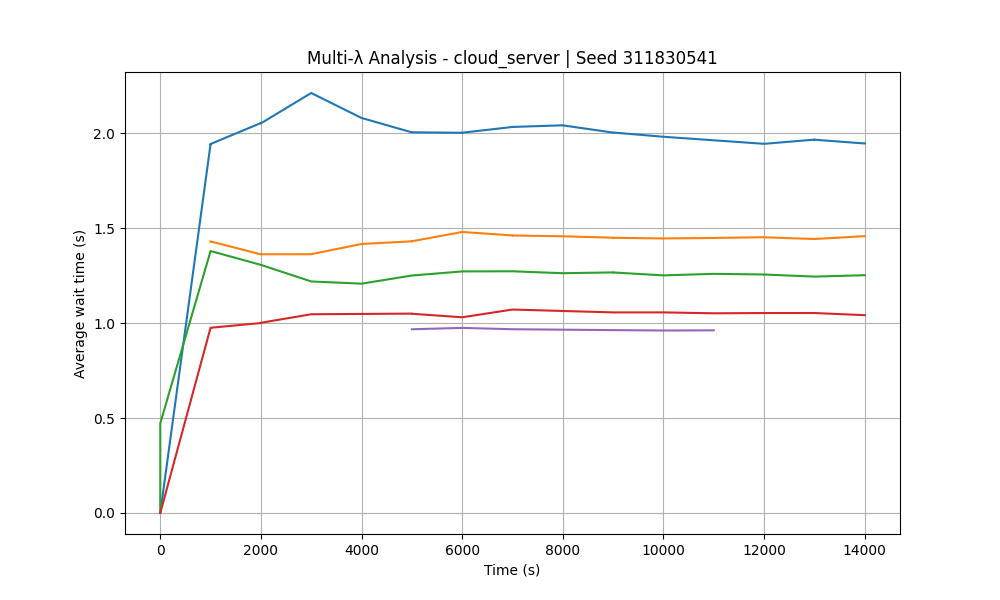 Multi-λ Analysis - cloud_server | Seed 311830541
Average wait time (s)
2.0
1.5
1.0
0.5
0.0
0 2000 4000 6000 8000 10000 12000 14000
Time (s)